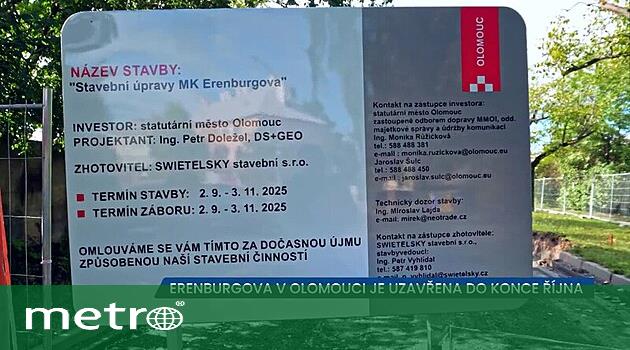 NÁZEV STAVBY:
"Stavební úpravy MK Erenburgova"
INVESTOR: statutární město Olomouc
PROJEKTANT: Ing. Petr Doležel, DS+GEO
ZHOTOVITEL: SWIETELSKY stavební s.r.o.
TERMÍN STAVBY: 2. 9. - 3. 11. 2025
TERMÍN ZÁBORU: 2. 9. - 3. 11. 2025
OMLOUVÁME SE VÁM TÍMTO ZA DOČASNOU ÚJMU
ZPŮSOBENOU NAŠÍ STAVEBNÍ ČINNOSTÍ
OLOMOUC
Kontakt na zástupce investora:
statutární město Olomouc
zastoupené odborem dopravy MMOl, odd.
majetkové správy a údržby komunikací
Ing. Monika Růžičková
tel.: 588 488 381
e-mail : monika.ruzickova@olomouc.eu
Jaroslav Šulc
tel.: 588 488 450
e-mail : jaroslav.sulc@olomouc.eu
Technický dozor stavby:
Ing. Miroslav Lajda
e-mail: mirek@neotrade.cz
Kontakt na zástupce zhotovitele:
SWIETELSKY stavební s.r.o.
stavbyvedoucí:
Ing. Petr Vyhlídal
tel.: 587 419 810
e-mail: p.vyhlidal@swietelsky.cz
ERENBURGOVA V OLOMOUCI JE UZAVŘENA DO KONCE ŘÍJNA
metro